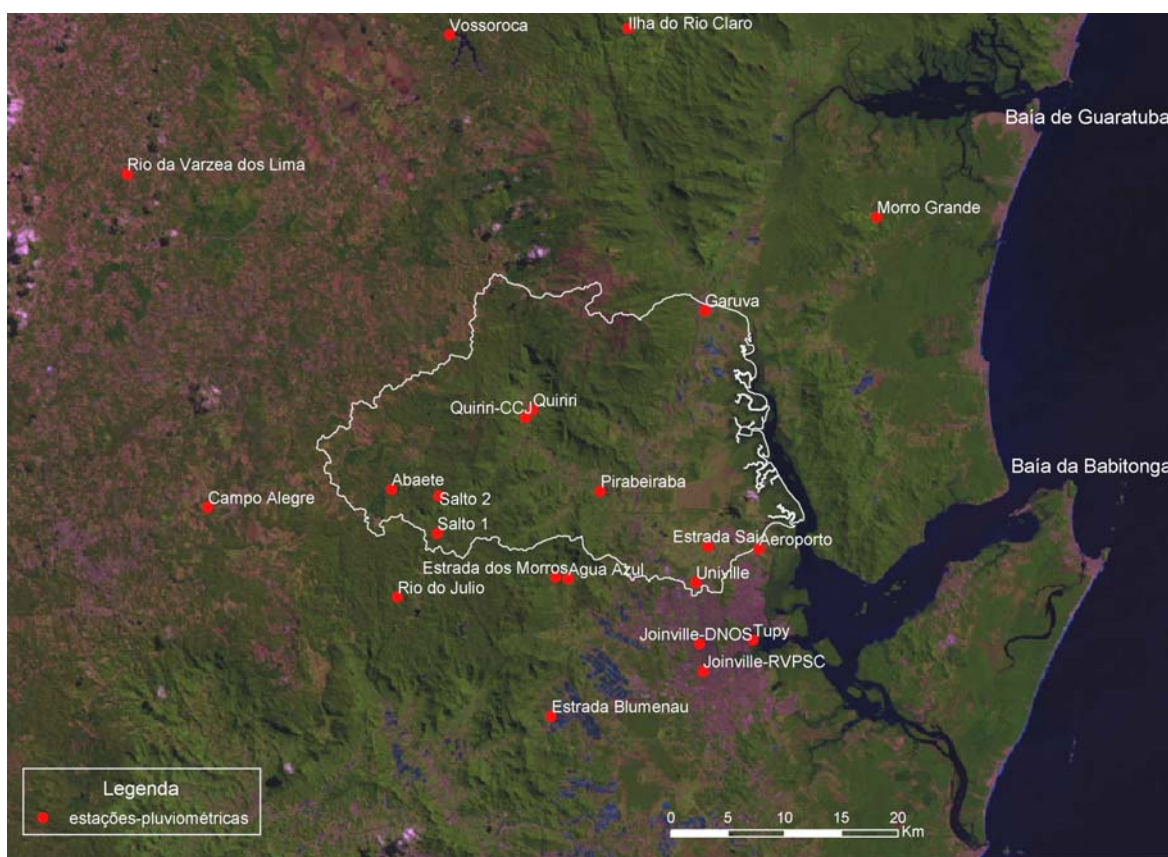 Vossoroca
Ilha do Rio Claro
Baía de Guaratuba
Rio da Varzea dos Lima
Morro Grande
Garuva
Quiriri-CCJ
Quiriri
Baía da Babitonga
Abaete
Salto 2
Pirabeiraba
Campo Alegre
Salto 1
Estrada Sai
Aeroporto
Estrada dos Morros
Agua Azul
Univille
Rio do Julio
Joinville-DNOS
Tupy
Joinville-RVPSC
Estrada Blumenau
Legenda
estações-pluviométricas
0 5 10 15 20
Km